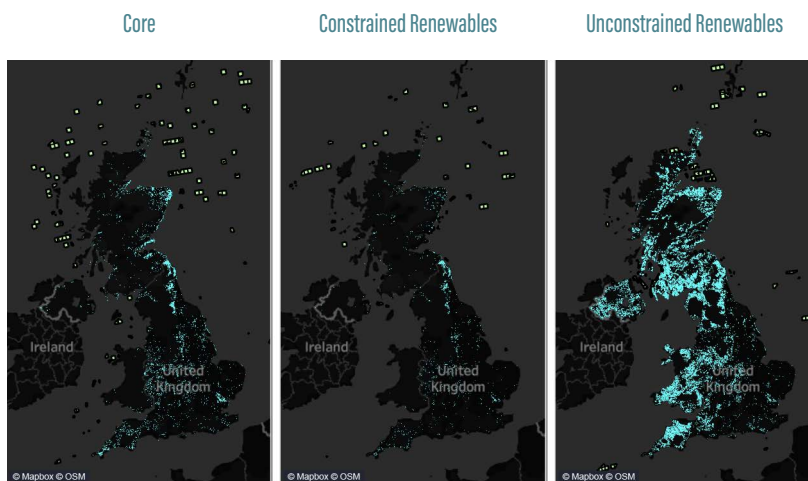 Core
Constrained Renewables
Unconstrained Renewables
Ireland
United
Kingdom
© Mapbox © OSM
Ireland
United
Kingdom
© Mapbox © OSM
Ireland
United
Kingdom
© Mapbox © OSM